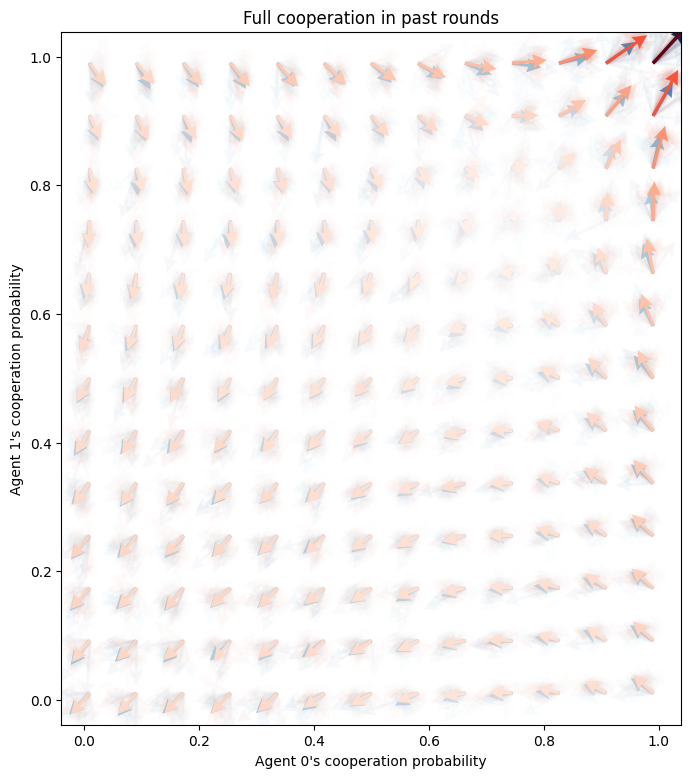 Full cooperation in past rounds
1.0
0.8
0.6
0.4
0.2
0.0
Agent 1's cooperation probability
0.0 0.2 0.4 0.6 0.8 1.0
Agent 0's cooperation probability